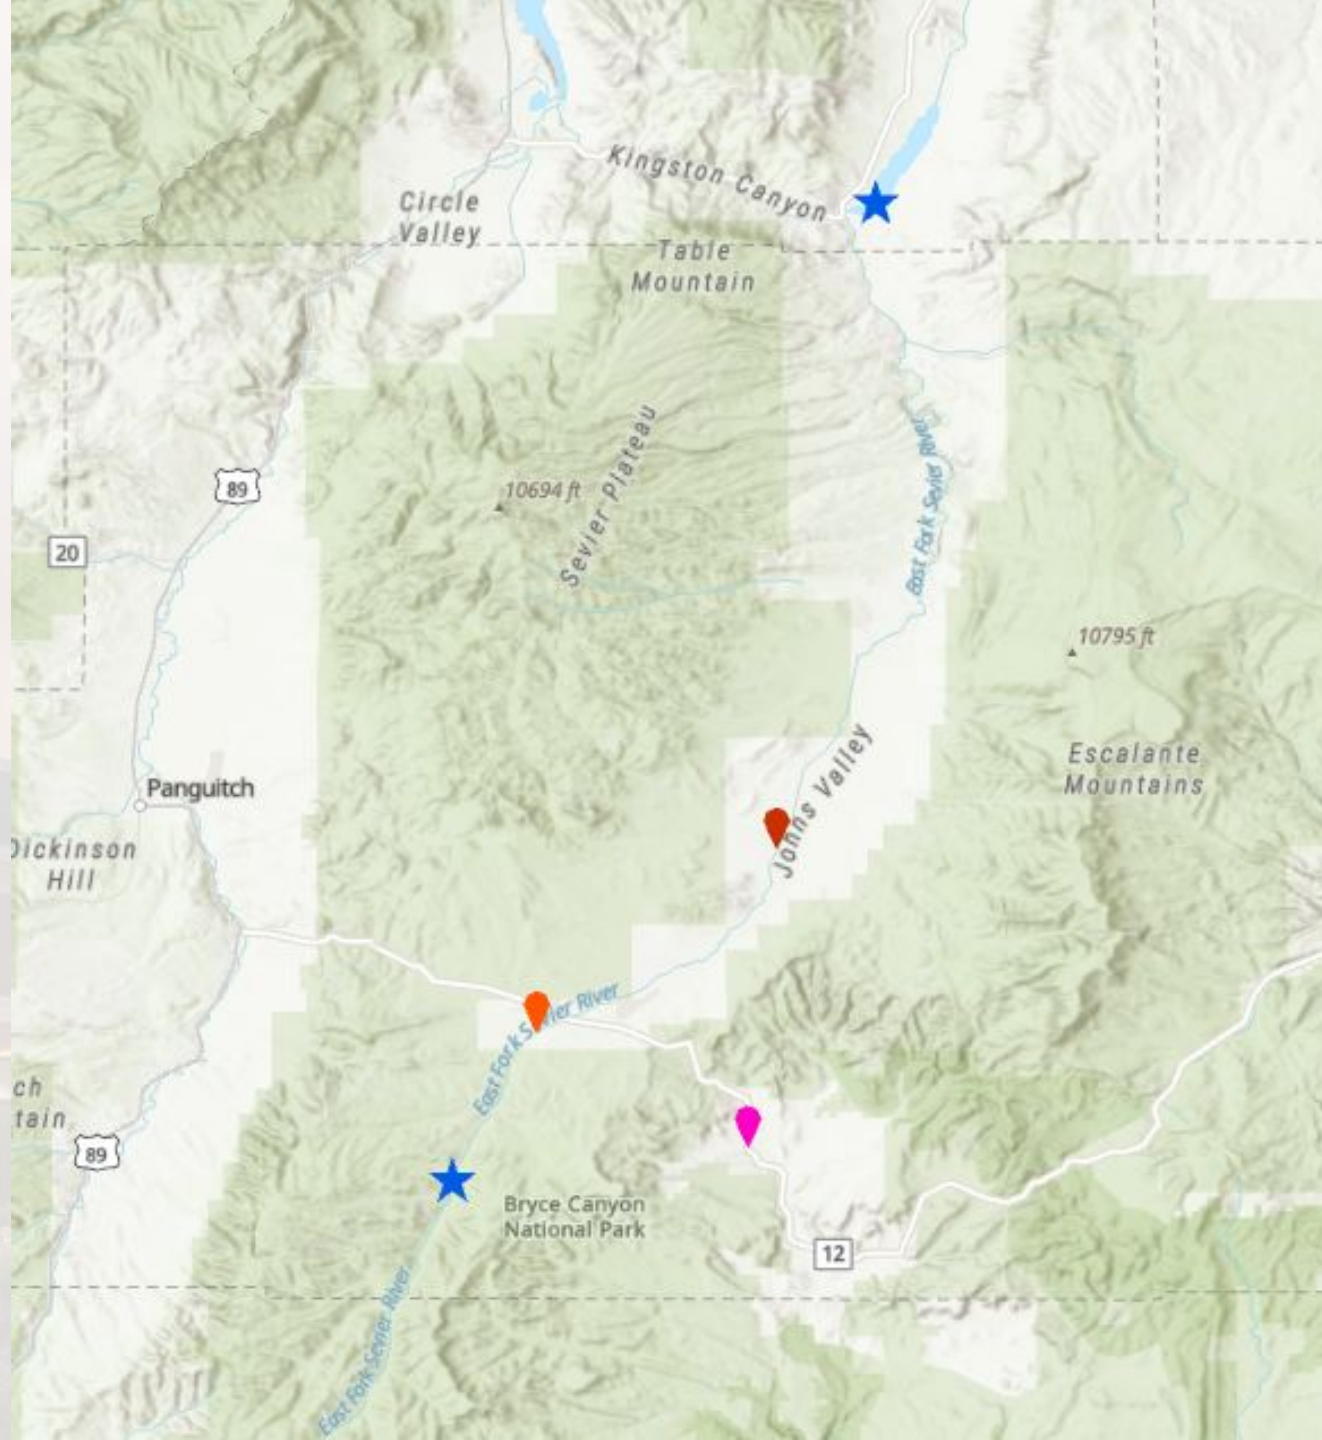 Kingston Canyon
Circle
Valley
Table
Mountain
Sevier Plateau
East Fork Sevier River
89
10694 ft
20
10795 ft
Escalante
Mountains
Johns Valley
Panguitch
Dickinson
Hill
East Fork Sevier River
ch
tain
89
Bryce Canyon
National Park
12
East Fork Sevier River